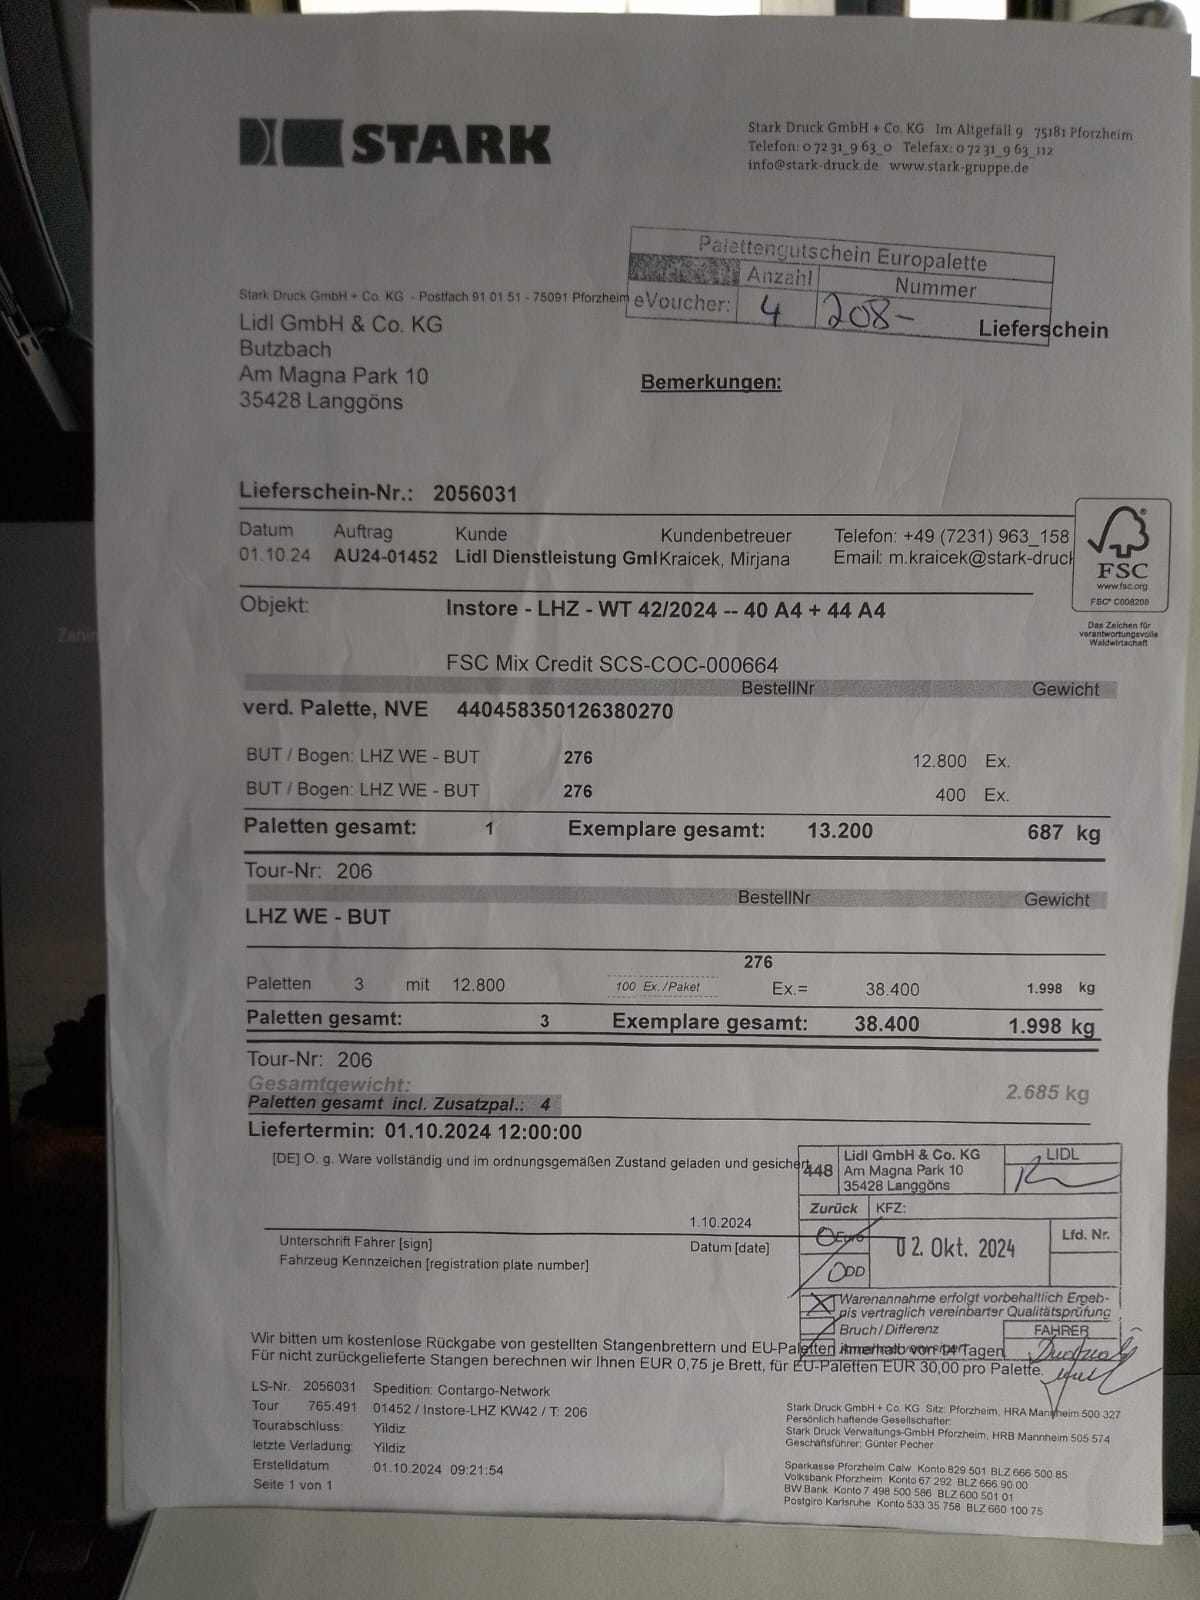 STARK
Stark Druck GmbH + Co. KG Im Altgefäll 9 75181 Pforzheim
Telefon: 0 72 31_9 63_0 Telefax: 0 72 31_9 63_112
info@stark-druck.de www.stark-gruppe.de
Palettengutschein Europalette
Anzahl Nummer
eVoucher: 4 208-
Stark Druck GmbH + Co. KG - Postfach 91 01 51 - 75091 Pforzheim
Lieferschein
Lidl GmbH & Co. KG
Butzbach
Am Magna Park 10
35428 Langgöns
Bemerkungen:
Lieferschein-Nr.: 2056031
Datum Auftrag Kunde Kundenbetreuer Telefon: +49 (7231) 963_158
01.10.24 AU24-01452 Lidl Dienstleistung Gml Kraicek, Mirjana Email: m.kraicek@stark-druck
FSC
www.fsc.org
FSC® C008208
Das Zeichen für
verantwortungsvolle
Waldwirtschaft
Objekt: Instore - LHZ - WT 42/2024 -- 40 A4 + 44 A4
FSC Mix Credit SCS-COC-000664
BestellNr Gewicht
verd. Palette, NVE 440458350126380270
BUT / Bogen: LHZ WE - BUT 276 12.800 Ex.
BUT / Bogen: LHZ WE - BUT 276 400 Ex.
Paletten gesamt: 1 Exemplare gesamt: 13.200 687 kg
Tour-Nr: 206
BestellNr Gewicht
LHZ WE - BUT
276
Paletten 3 mit 12.800 100 Ex./Paket Ex.= 38.400 1.998 kg
Paletten gesamt: 3 Exemplare gesamt: 38.400 1.998 kg
Tour-Nr: 206
Gesamtgewicht: 2.685 kg
Paletten gesamt incl. Zusatzpal.: 4
Liefertermin: 01.10.2024 12:00:00
[DE] O. g. Ware vollständig und im ordnungsgemäßen Zustand geladen und gesichert
448 Lidl GmbH & Co. KG
Am Magna Park 10
35428 Langgöns
LIDL
Zurück KFZ:
0 Euro
0 DD
02. Okt. 2024
Lfd. Nr.
1.10.2024
Unterschrift Fahrer [sign] Datum [date]
Fahrzeug Kennzeichen [registration plate number]
X Warenannahme erfolgt vorbehaltlich Ergeb-
nis vertraglich vereinbarter Qualitätsprüfung
Bruch/Differenz
FAHRER
Wir bitten um kostenlose Rückgabe von gestellten Stangenbrettern und EU-Paletten innerhalb von 14 Tagen
Für nicht zurückgelieferte Stangen berechnen wir Ihnen EUR 0,75 je Brett, für EU-Paletten EUR 30,00 pro Palette.
LS-Nr. 2056031 Spedition: Contargo-Network
Tour 765.491 01452 / Instore-LHZ KW42 / T: 206
Tourabschluss: Yildiz
letzte Verladung: Yildiz
Erstelldatum 01.10.2024 09:21:54
Seite 1 von 1
Stark Druck GmbH + Co. KG Sitz: Pforzheim, HRA Mannheim 500 327
Persönlich haftende Gesellschafter:
Stark Druck Verwaltungs-GmbH Pforzheim, HRB Mannheim 505 574
Geschäftsführer: Günter Pecher
Sparkasse Pforzheim Calw Konto 829 501 BLZ 666 500 85
Volksbank Pforzheim Konto 67 292 BLZ 666 90 00
BW Bank Konto 7 498 500 586 BLZ 600 501 01
Postgiro Karlsruhe Konto 533 35 758 BLZ 660 100 75